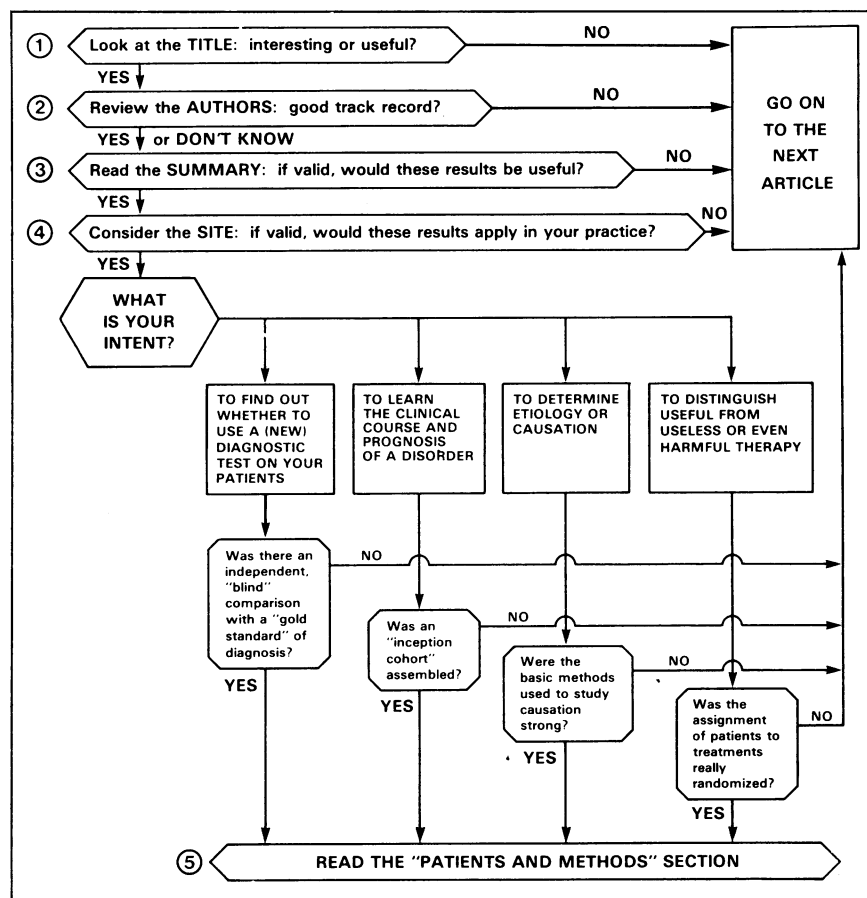 ① Look at the TITLE: interesting or useful?
NO
YES
② Review the AUTHORS: good track record?
NO
YES or DON'T KNOW
③ Read the SUMMARY: if valid, would these results be useful?
NO
YES
④ Consider the SITE: if valid, would these results apply in your practice?
NO
YES
GO ON
TO THE
NEXT
ARTICLE
WHAT
IS YOUR
INTENT?
TO FIND OUT
WHETHER TO
USE A (NEW)
DIAGNOSTIC
TEST ON YOUR
PATIENTS
TO LEARN
THE CLINICAL
COURSE AND
PROGNOSIS
OF A DISORDER
TO DETERMINE
ETIOLOGY OR
CAUSATION
TO DISTINGUISH
USEFUL FROM
USELESS OR EVEN
HARMFUL THERAPY
Was there an
independent,
"blind"
comparison
with a "gold
standard" of
diagnosis?
NO
YES
Was an
"inception
cohort"
assembled?
NO
YES
Were the
basic methods
used to study
causation
strong?
NO
YES
Was the
assignment
of patients to
treatments
really
randomized?
NO
YES
⑤ READ THE "PATIENTS AND METHODS" SECTION